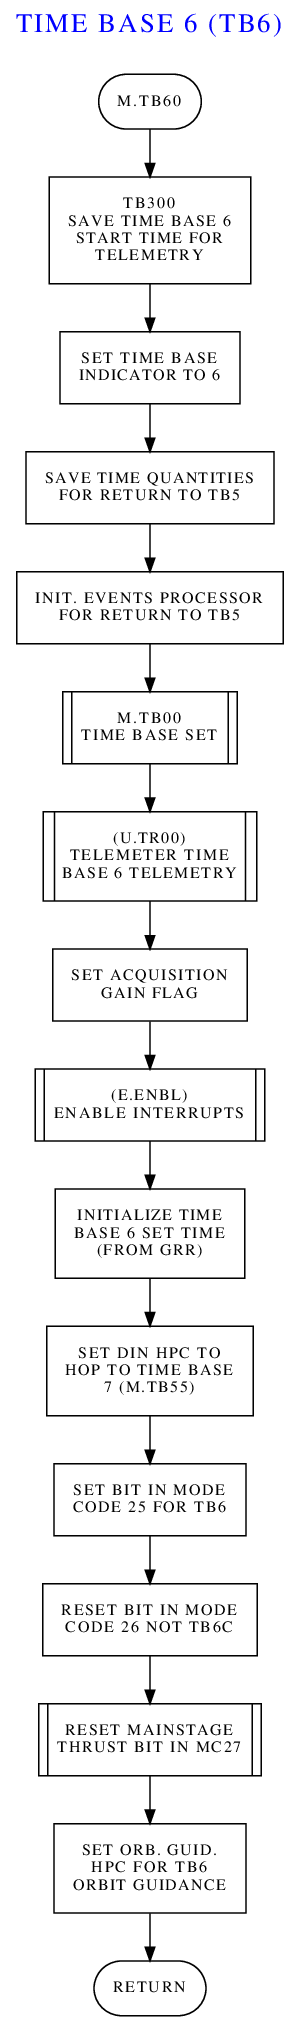 TIME BASE 6 (TB6)
M.TB60
TB300
SAVE TIME BASE 6
START TIME FOR
TELEMETRY
SET TIME BASE
INDICATOR TO 6
SAVE TIME QUANTITIES
FOR RETURN TO TB5
INIT. EVENTS PROCESSOR
FOR RETURN TO TB5
M.TB00
TIME BASE SET
(U.TR00)
TELEMETER TIME
BASE 6 TELEMETRY
SET ACQUISITION
GAIN FLAG
(E.ENBL)
ENABLE INTERRUPTS
INITIALIZE TIME
BASE 6 SET TIME
(FROM GRR)
SET DIN HPC TO
HOP TO TIME BASE
7 (M.TB55)
SET BIT IN MODE
CODE 25 FOR TB6
RESET BIT IN MODE
CODE 26 NOT TB6C
RESET MAINSTAGE
THRUST BIT IN MC27
SET ORB. GUID.
HPC FOR TB6
ORBIT GUIDANCE
RETURN